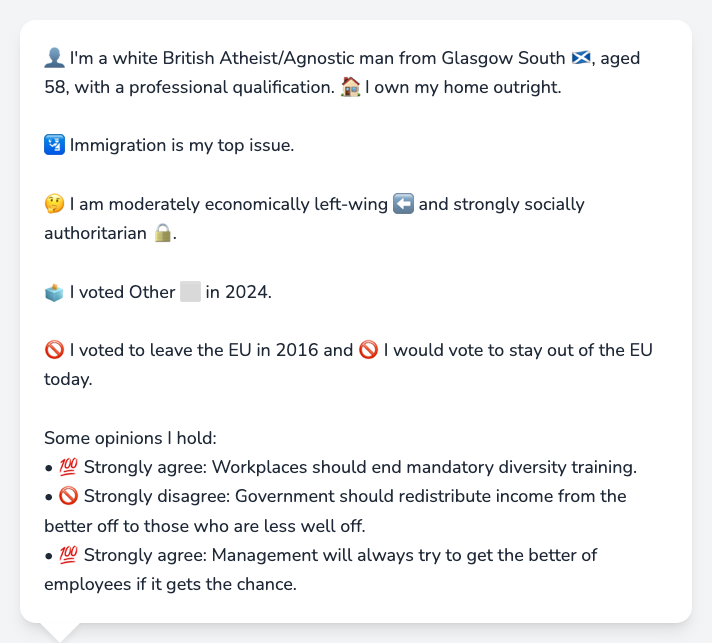 👤 I'm a white British Atheist/Agnostic man from Glasgow South 🏴󠁧󠁢󠁳󠁣󠁴󠁿, aged
58, with a professional qualification. 🏠 I own my home outright.
🛂 Immigration is my top issue.
🤔 I am moderately economically left-wing ⬅️ and strongly socially
authoritarian 🔒.
🗳️ I voted Other ⬜ in 2024.
🚫 I voted to leave the EU in 2016 and 🚫 I would vote to stay out of the EU
today.
Some opinions I hold:
• 💯 Strongly agree: Workplaces should end mandatory diversity training.
• 🚫 Strongly disagree: Government should redistribute income from the
better off to those who are less well off.
• 💯 Strongly agree: Management will always try to get the better of
employees if it gets the chance.